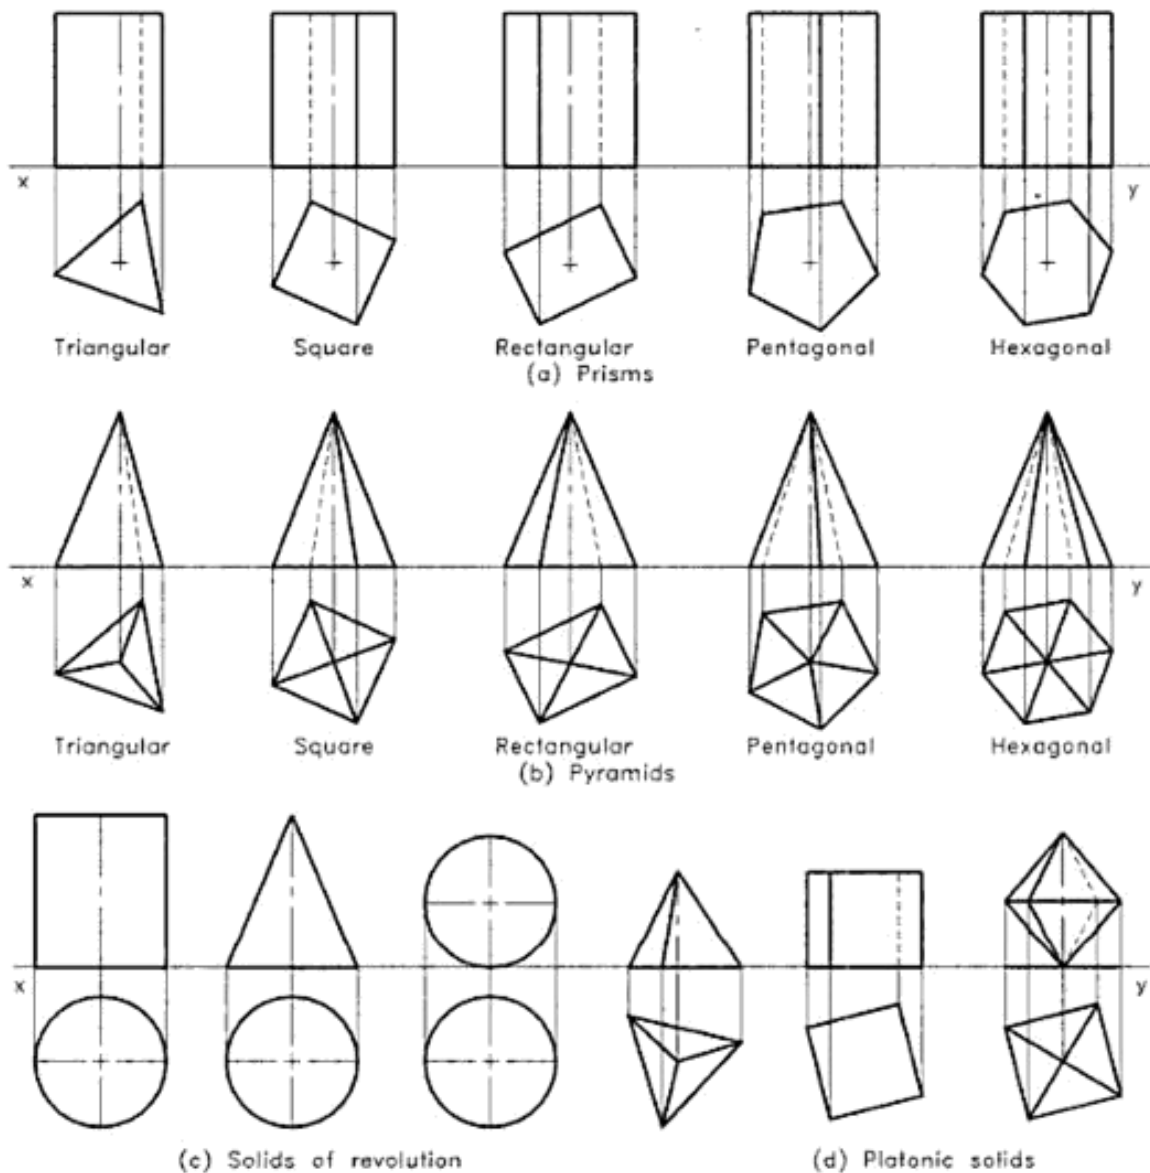 x y
Triangular Square Rectangular Pentagonal Hexagonal
(a) Prisms
x y
Triangular Square Rectangular Pentagonal Hexagonal
(b) Pyramids
x y
(c) Solids of revolution (d) Platonic solids